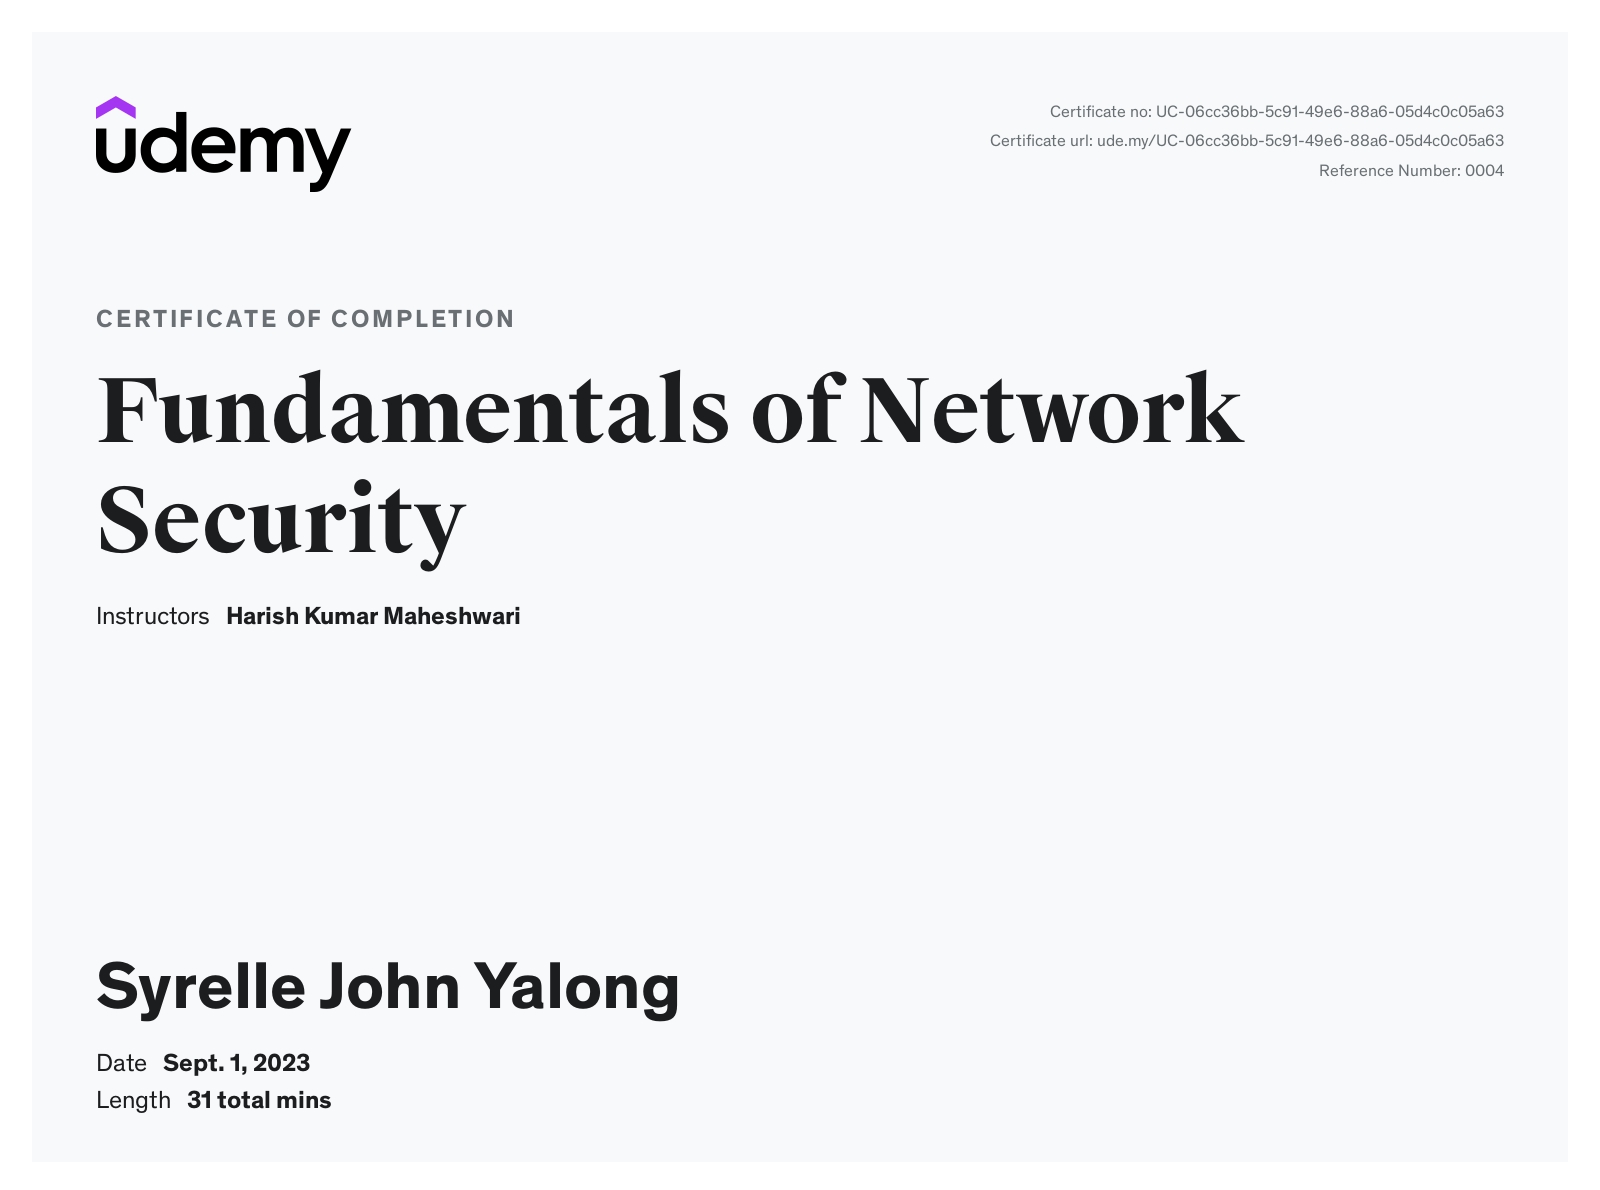 udemy
Certificate no: UC-06cc36bb-5c91-49e6-88a6-05d4c0c05a63
Certificate url: ude.my/UC-06cc36bb-5c91-49e6-88a6-05d4c0c05a63
Reference Number: 0004
CERTIFICATE OF COMPLETION
Fundamentals of Network
Security
Instructors Harish Kumar Maheshwari
Syrelle John Yalong
Date Sept. 1, 2023
Length 31 total mins